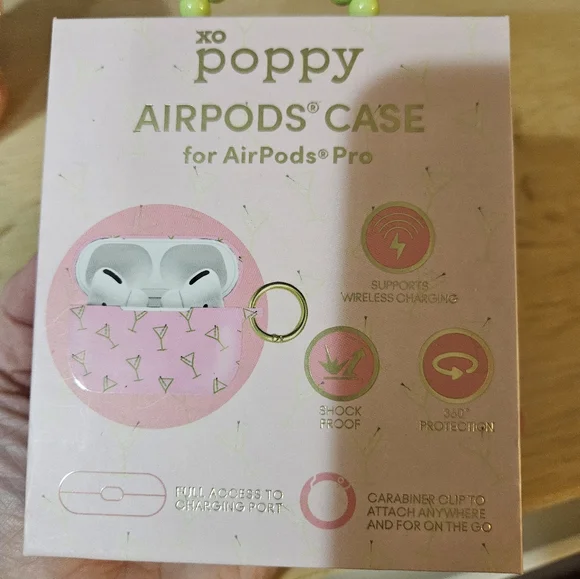 xo
poppy
AIRPODS® CASE
for AirPods® Pro
SUPPORTS
WIRELESS CHARGING
SHOCK
PROOF
360°
PROTECTION
FULL ACCESS TO
CHARGING PORT
CARABINER CLIP TO
ATTACH ANYWHERE
AND FOR ON THE GO